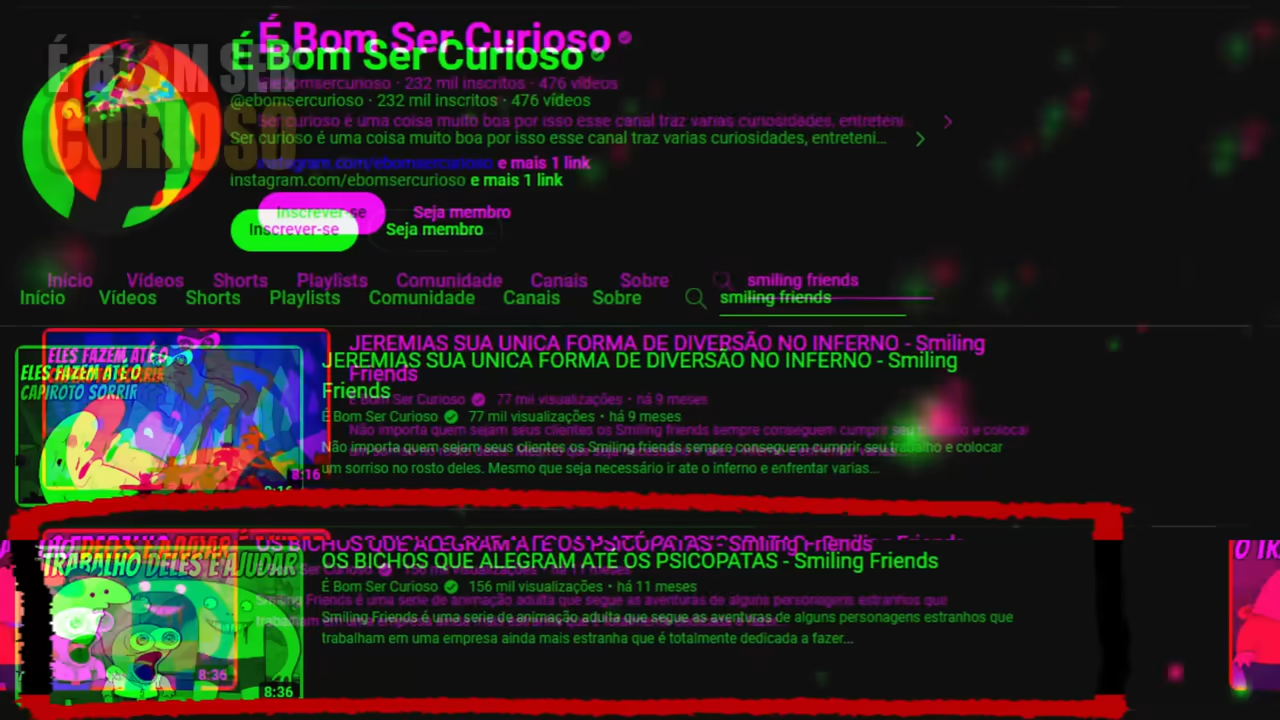 É BOM SER
CURIOSO
É Bom Ser Curioso
@ebomsercurioso · 232 mil inscritos · 476 vídeos
Ser curioso é uma coisa muito boa por isso esse canal traz varias curiosidades, entreteni...
instagram.com/ebomsercurioso e mais 1 link
Inscrever-se Seja membro
Início Vídeos Shorts Playlists Comunidade Canais Sobre smiling friends
ELES FAZEM ATÉ O
CAPIROTO SORRIR
8:16
JEREMIAS SUA UNICA FORMA DE DIVERSÃO NO INFERNO - Smiling
Friends
É Bom Ser Curioso 77 mil visualizações • há 9 meses
Não importa quem sejam seus clientes os Smiling friends sempre conseguem cumprir seu trabalho e colocar
um sorriso no rosto deles. Mesmo que seja necessário ir ate o inferno e enfrentar varias...
TRABALHO DELES É AJUDAR
8:36
OS BICHOS QUE ALEGRAM ATÉ OS PSICOPATAS - Smiling Friends
É Bom Ser Curioso 156 mil visualizações • há 11 meses
Smiling Friends é uma serie de animação adulta que segue as aventuras de alguns personagens estranhos que
trabalham em uma empresa ainda mais estranha que é totalmente dedicada a fazer...